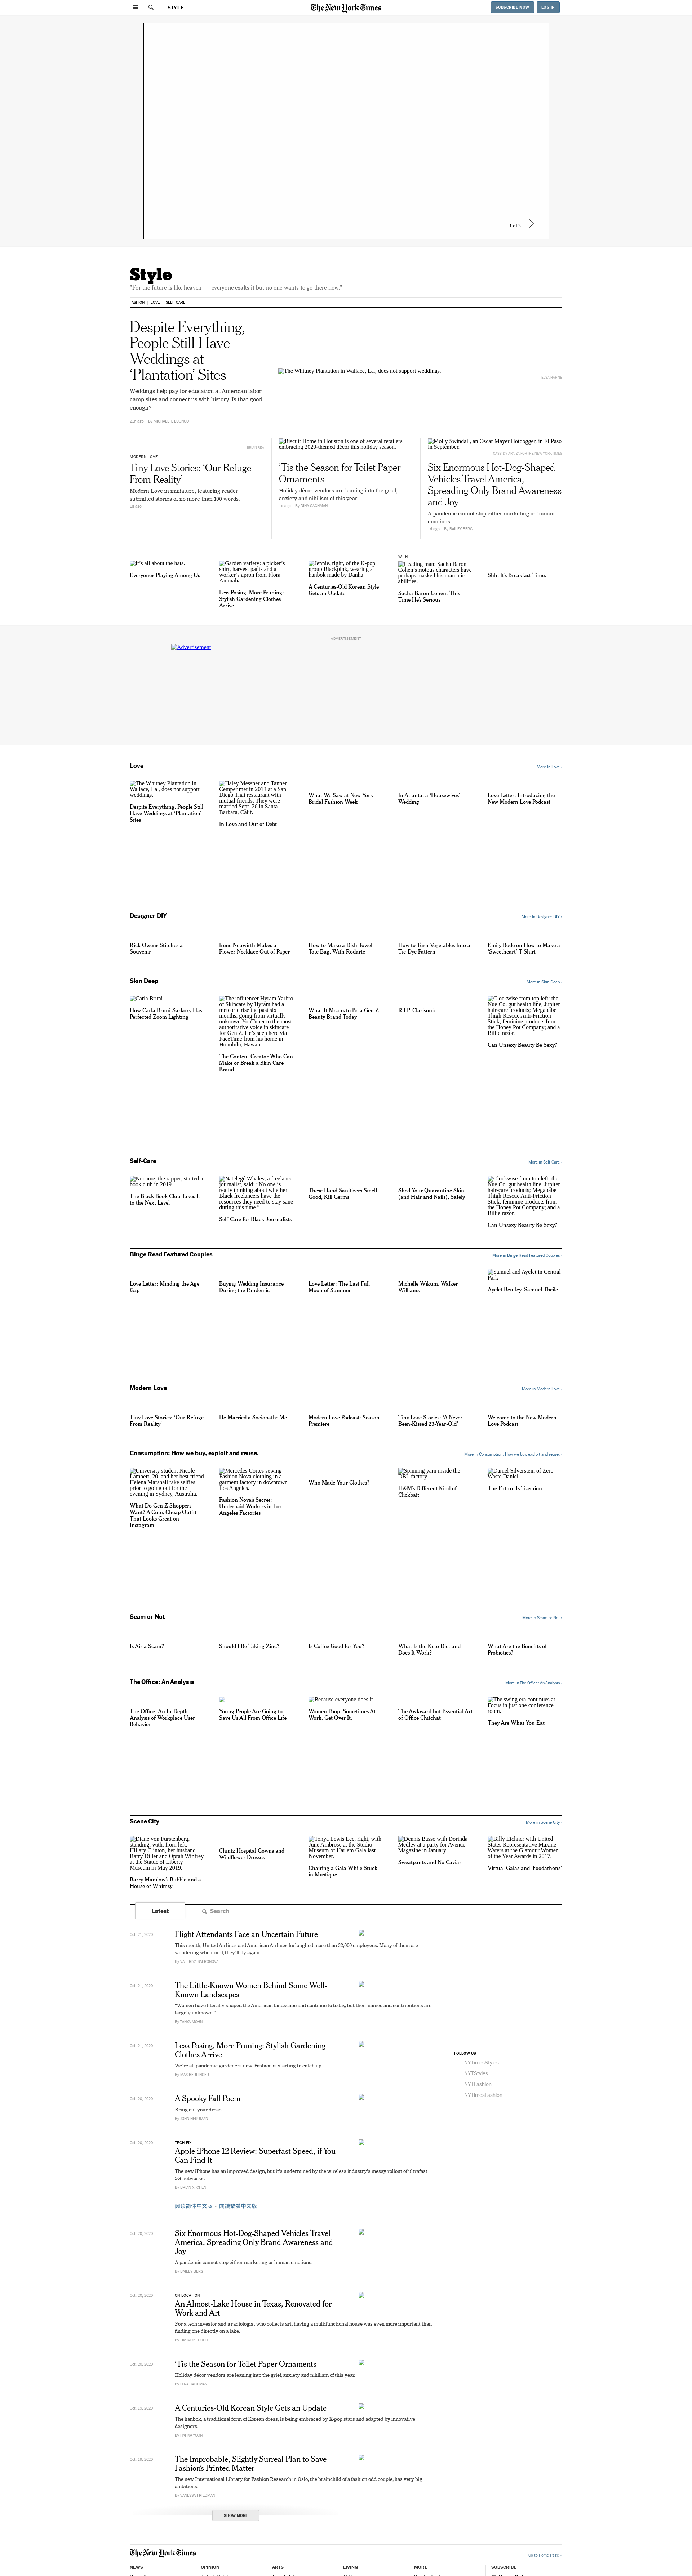 STYLE
The New York Times
SUBSCRIBE NOW
LOG IN
1 of 3
Style
"For the future is like heaven — everyone exalts it but no one wants to go there now."
FASHION
LOVE
SELF-CARE
Despite Everything,
People Still Have
Weddings at
‘Plantation’ Sites
Wedding helps pay for education at American labor
camp sites and connect us with history. Is that good
enough?
The Whitney Plantation in Wallace, La., does not support weddings.
MODERN LOVE
Tiny Love Stories: ‘Our Refuge
From Reality’
Modern Love in miniature, featuring reader-
submitted stories of no more than 100 words.
1d ago
Biscuit Home in Houston is one of several retailers
embracing 2020-themed décor this holiday season.
’Tis the Season for Toilet Paper
Ornaments
Holiday décor vendors are leaning into the grief,
anxiety and nihilism of this year.
1d ago · By DINA GACHMAN
Molly Swindall, an Oscar Mayer Hotdogger, in El Paso
in September.
Six Enormous Hot-Dog-Shaped
Vehicles Travel America,
Spreading Only Brand Awareness
and Joy
A pandemic cannot stop either marketing or human
emotions.
1d ago · By BAILEY BERG
It’s all about the hats.
Everyone’s Playing Among Us
Garden variety: a picker’s
shirt, harvest pants and a
worker’s apron from Flora
Animalia.
Less Posing, More Pruning:
Stylish Gardening Clothes
Arrive
Jennie, right, of the K-pop
group Blackpink, wearing a
hanbok made by Danha.
A Centuries-Old Korean Style
Gets an Update
WITH ...
Leading man: Sacha Baron
Cohen’s riotous characters have
perhaps masked his dramatic
abilities.
Sacha Baron Cohen: This
Time He’s Serious
Shh. It’s Breakfast Time.
ADVERTISEMENT
Advertisement
Love
More in Love ›
The Whitney Plantation in
Wallace, La., does not support
weddings.
Despite Everything, People Still
Have Weddings at ‘Plantation’
Sites
Haley Messner and Tanner
Cemper met in 2013 at a San
Diego Thai restaurant with
mutual friends. They were
married Sept. 26 in Santa
Barbara, Calif.
In Love and Out of Debt
What We Saw at New York
Bridal Fashion Week
In Atlanta, a ‘Housewives’
Wedding
Love Letter: Introducing the
New Modern Love Podcast
Designer DIY
More in Designer DIY ›
Rick Owens Stitches a
Souvenir
Irene Neuwirth Makes a
Flower Necklace Out of Paper
How to Make a Dish Towel
Tote Bag, With Rodarte
How to Turn Vegetables Into a
Tie-Dye Pattern
Emily Bode on How to Make a
‘Sweetheart’ T-Shirt
Skin Deep
More in Skin Deep ›
Carla Bruni
How Carla Bruni-Sarkozy Has
Perfected Zoom Lighting
The influencer Hyram Yarbro
of Skincare by Hyram had a
meteoric rise the past six
months, going from virtually
unknown YouTube to the most
authoritative voice in skincare
for Gen Z. He’s seen here via
FaceTime from his home in
Honolulu, Hawaii.
The Content Creator Who Can
Make or Break a Skin Care
Brand
What It Means to Be a Gen Z
Beauty Brand Today
R.I.P. Clarisonic
Clockwise from top left: the
Nue Co. gut health line; Jupiter
hair-care products; Megababe
Thigh Rescue Anti-Friction
Stick; feminine products from
the Honey Pot Company; and a
Billie razor.
Can Unsexy Beauty Be Sexy?
Self-Care
More in Self-Care ›
Noname, the rapper, started a
book club in 2019.
The Black Book Club Takes It
to the Next Level
Natelegé Whaley, a freelance
journalist, said: “No one is
really thinking about whether
Black freelancers have the
resources they need to stay sane
during this time.”
Self-Care for Black Journalists
These Hand Sanitizers Smell
Good, Kill Germs
Shed Your Quarantine Skin
(and Hair and Nails), Safely
Clockwise from top left: the
Nue Co. gut health line; Jupiter
hair-care products; Megababe
Thigh Rescue Anti-Friction
Stick; feminine products from
the Honey Pot Company; and a
Billie razor.
Can Unsexy Beauty Be Sexy?
Binge Read Featured Couples
More in Binge Read Featured Couples ›
Love Letter: Minding the Age
Gap
Buying Wedding Insurance
During the Pandemic
Love Letter: The Last Full
Moon of Summer
Michelle Wikum, Walker
Williams
Samuel and Ayelet in Central
Park
Ayelet Bentley, Samuel Theile
Modern Love
More in Modern Love ›
Tiny Love Stories: ‘Our Refuge
From Reality’
He Married a Sociopath: Me
Modern Love Podcast: Season
Premiere
Tiny Love Stories: ‘A Never-
Been-Kissed 23-Year-Old’
Welcome to the New Modern
Love Podcast
Consumption: How we buy, exploit and reuse.
More in Consumption: How we buy, exploit and reuse. ›
University student Nicole
Lambert, 20, and her best friend
Helena Marshall take selfies
prior to going out for the
evening in Sydney, Australia.
What Do Gen Z Shoppers
Want? A Cute, Cheap Outfit
That Looks Great on
Instagram
Mercedes Cortes sewing
Fashion Nova clothing in a
garment factory in downtown
Los Angeles.
Fashion Nova’s Secret:
Underpaid Workers in Los
Angeles Factories
Who Made Your Clothes?
Spinning yarn inside the
DBL factory.
H&M’s Different Kind of
Clickbait
Daniel Silverstein of Zero
Waste Daniel.
The Future Is Trashion
Scam or Not
More in Scam or Not ›
Is Air a Scam?
Should I Be Taking Zinc?
Is Coffee Good for You?
What Is the Keto Diet and
Does It Work?
What Are the Benefits of
Probiotics?
The Office: An Analysis
More in The Office: An Analysis ›
The Office: An In-Depth
Analysis of Workplace User
Behavior
Young People Are Going to
Save Us All From Office Life
Because everyone does it.
Women Poop. Sometimes At
Work. Get Over It.
The Awkward but Essential Art
of Office Chitchat
The swing era continues at
Focus in just one conference
room.
They Are What You Eat
Scene City
More in Scene City ›
Diane von Furstenberg,
standing, with, from left,
Hillary Clinton, her husband
Barry Diller and Oprah Winfrey
at the Statue of Liberty
Museum in May 2019.
Barry Manilow’s Bubble and a
House of Whimsy
Chintz Hospital Gowns and
Wildflower Dresses
Tonya Lewis Lee, right, with
June Ambrose at the Studio
Museum of Harlem Gala last
November.
Chairing a Gala While Stuck
in Mustique
Dennis Basso with Dorinda
Medley at a party for Avenue
Magazine in January.
Sweatpants and No Caviar
Billy Eichner with United
States Representative Maxine
Waters at the Glamour Women
of the Year Awards in 2017.
Virtual Galas and ‘Foodathons’
Latest
Search
Oct. 21, 2020
Flight Attendants Face an Uncertain Future
This month, United Airlines and American Airlines furloughed more than 32,000 employees. Many of them are
wondering when, or if, they’ll fly again.
By VALERIYA SAFRONOVA
Oct. 21, 2020
The Little-Known Women Behind Some Well-
Known Landscapes
“Women have literally shaped the American landscape and continue to today, but their names and contributions are
largely unknown.”
Oct. 21, 2020
Less Posing, More Pruning: Stylish Gardening
Clothes Arrive
We’re all pandemic gardeners now. Fashion is starting to catch up.
By MAX BERLINGER
Oct. 20, 2020
A Spooky Fall Poem
Bring out your dread.
By JOHN HERRMAN
Oct. 20, 2020
TECH FIX
Apple iPhone 12 Review: Superfast Speed, if You
Can Find It
The new iPhone has an improved design, but it’s undermined by the wireless industry’s messy rollout of ultrafast
5G networks.
By BRIAN X. CHEN
阅读简体中文版 · 閱讀繁體中文版
Oct. 20, 2020
Six Enormous Hot-Dog-Shaped Vehicles Travel
America, Spreading Only Brand Awareness and
Joy
A pandemic cannot stop either marketing or human emotions.
By BAILEY BERG
Oct. 20, 2020
ON LOCATION
An Almost-Lake House in Texas, Renovated for
Work and Art
For a tech investor and a radiologist who collects art, having a multifunctional house was even more important than
finding one directly on a lake.
By TIM MCKEOUGH
Oct. 20, 2020
’Tis the Season for Toilet Paper Ornaments
Holiday décor vendors are leaning into the grief, anxiety and nihilism of this year.
By DINA GACHMAN
Oct. 19, 2020
A Centuries-Old Korean Style Gets an Update
The hanbok, a traditional form of Korean dress, is being embraced by K-pop stars and adapted by innovative
designers.
By HAHNA YOON
Oct. 19, 2020
The Improbable, Slightly Surreal Plan to Save
Fashion’s Printed Matter
The new International Library for Fashion Research in Oslo, the brainchild of a fashion odd couple, has very big
ambitions.
By VANESSA FRIEDMAN
SHOW MORE
FOLLOW US
NYTimesStyles
NYTStyles
NYTFashion
NYTimesFashion
The New York Times
Go to Home Page »
NEWS
OPINION
ARTS
LIVING
MORE
SUBSCRIBE